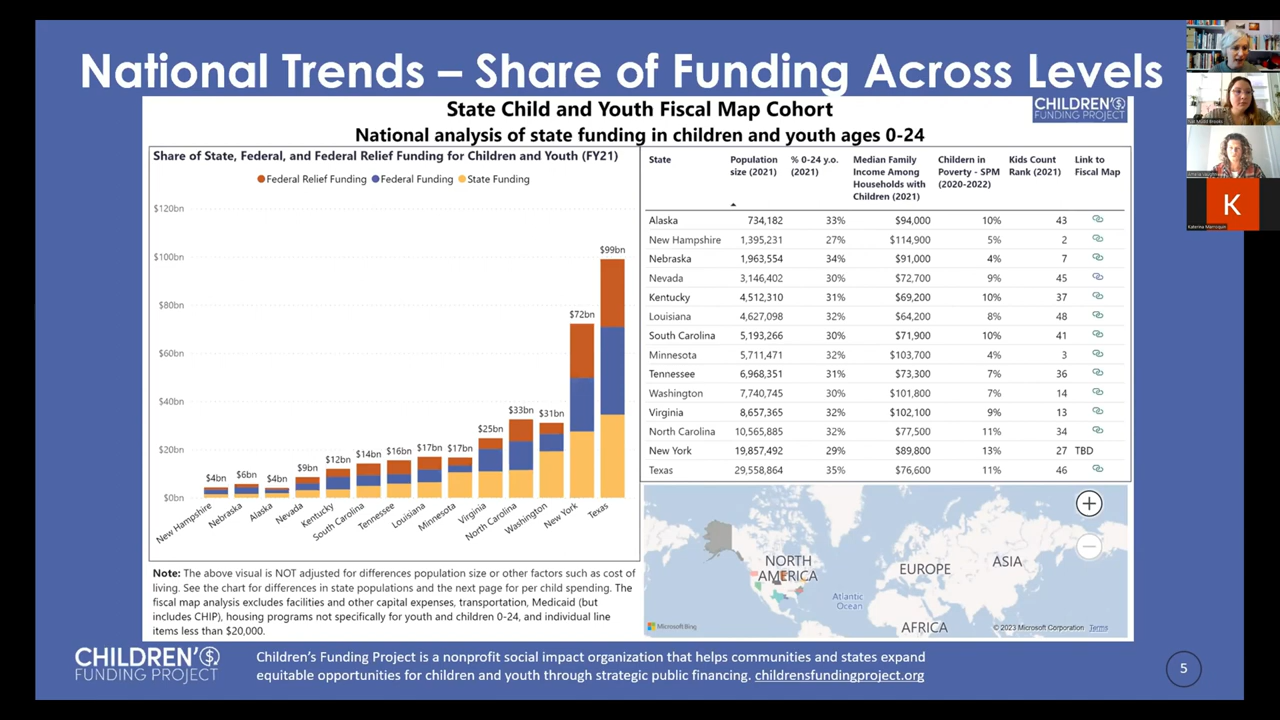 National Trends – Share of Funding Across Levels
State Child and Youth Fiscal Map Cohort
National analysis of state funding in children and youth ages 0-24
CHILDREN'S
FUNDING PROJECT
Share of State, Federal, and Federal Relief Funding for Children and Youth (FY21)
Federal Relief Funding Federal Funding State Funding
$120bn
$100bn
$80bn
$60bn
$40bn
$20bn
$0bn
$4bn
$6bn
$4bn
$9bn
$12bn
$14bn
$16bn
$17bn
$17bn
$25bn
$33bn
$31bn
$72bn
$99bn
New Hampshire
Nebraska
Alaska
Nevada
Kentucky
South Carolina
Tennessee
Louisiana
Minnesota
Virginia
North Carolina
Washington
New York
Texas
Note: The above visual is NOT adjusted for differences population size or other factors such as cost of
living. See the chart for differences in state populations and the next page for per child spending. The
fiscal map analysis excludes facilities and other capital expenses, transportation, Medicaid (but
includes CHIP), housing programs not specifically for youth and children 0-24, and individual line
items less than $20,000.
State Population % 0-24 y.o. Median Family Childern in Kids Count Link to
size (2021) (2021) Income Among Poverty - SPM Rank (2021) Fiscal Map
Households with (2020-2022)
Children (2021)
Alaska 734,182 33% $94,000 10% 43
New Hampshire 1,395,231 27% $114,900 5% 2
Nebraska 1,963,554 34% $91,000 4% 7
Nevada 3,146,402 30% $72,700 9% 45
Kentucky 4,512,310 31% $69,200 10% 37
Louisiana 4,627,098 32% $64,200 8% 48
South Carolina 5,193,266 30% $71,900 10% 41
Minnesota 5,711,471 32% $103,700 4% 3
Tennessee 6,968,351 31% $73,300 7% 36
Washington 7,740,745 30% $101,800 7% 14
Virginia 8,657,365 32% $102,100 9% 13
North Carolina 10,565,885 32% $77,500 11% 34
New York 19,857,492 29% $89,800 13% 27 TBD
Texas 29,558,864 35% $76,600 11% 46
NORTH
AMERICA
EUROPE
ASIA
Atlantic
Ocean
AFRICA
Microsoft Bing
© 2023 Microsoft Corporation Terms
CHILDREN'S
FUNDING PROJECT
Children's Funding Project is a nonprofit social impact organization that helps communities and states expand
equitable opportunities for children and youth through strategic public financing. childrensfundingproject.org
5
K